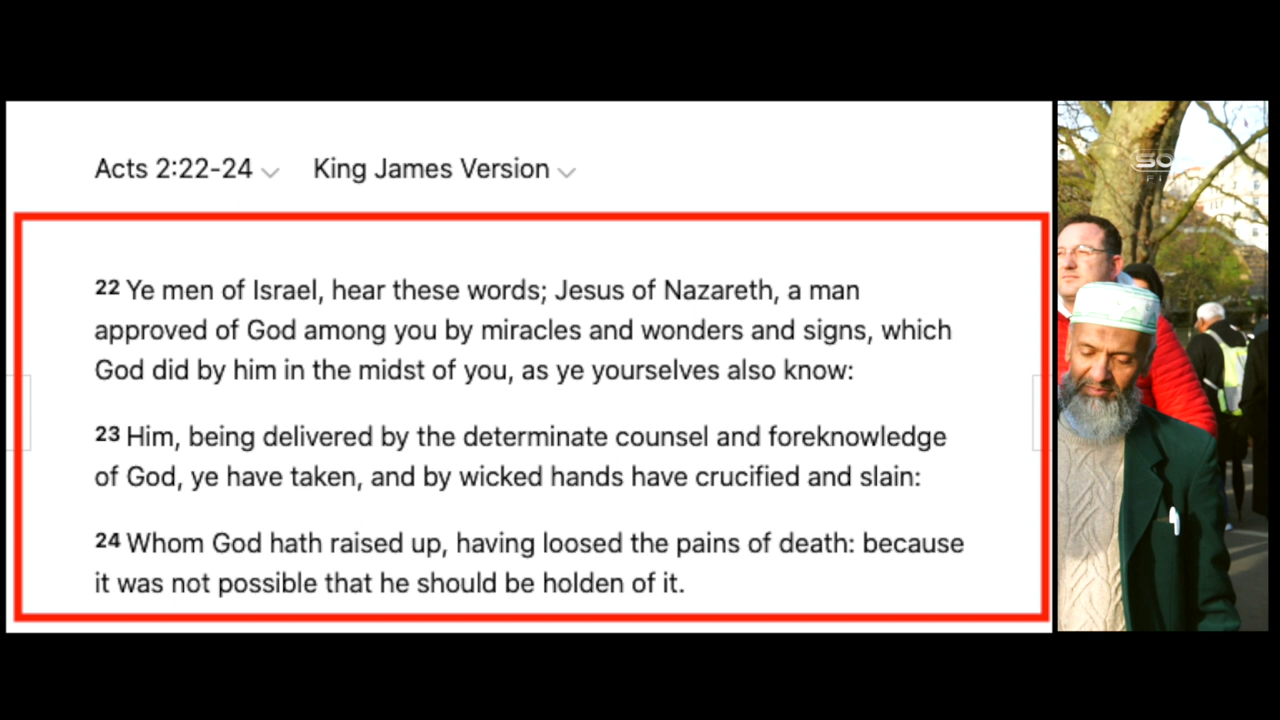 Acts 2:22-24 King James Version
22 Ye men of Israel, hear these words; Jesus of Nazareth, a man
approved of God among you by miracles and wonders and signs, which
God did by him in the midst of you, as ye yourselves also know:
23 Him, being delivered by the determinate counsel and foreknowledge
of God, ye have taken, and by wicked hands have crucified and slain:
24 Whom God hath raised up, having loosed the pains of death: because
it was not possible that he should be holden of it.